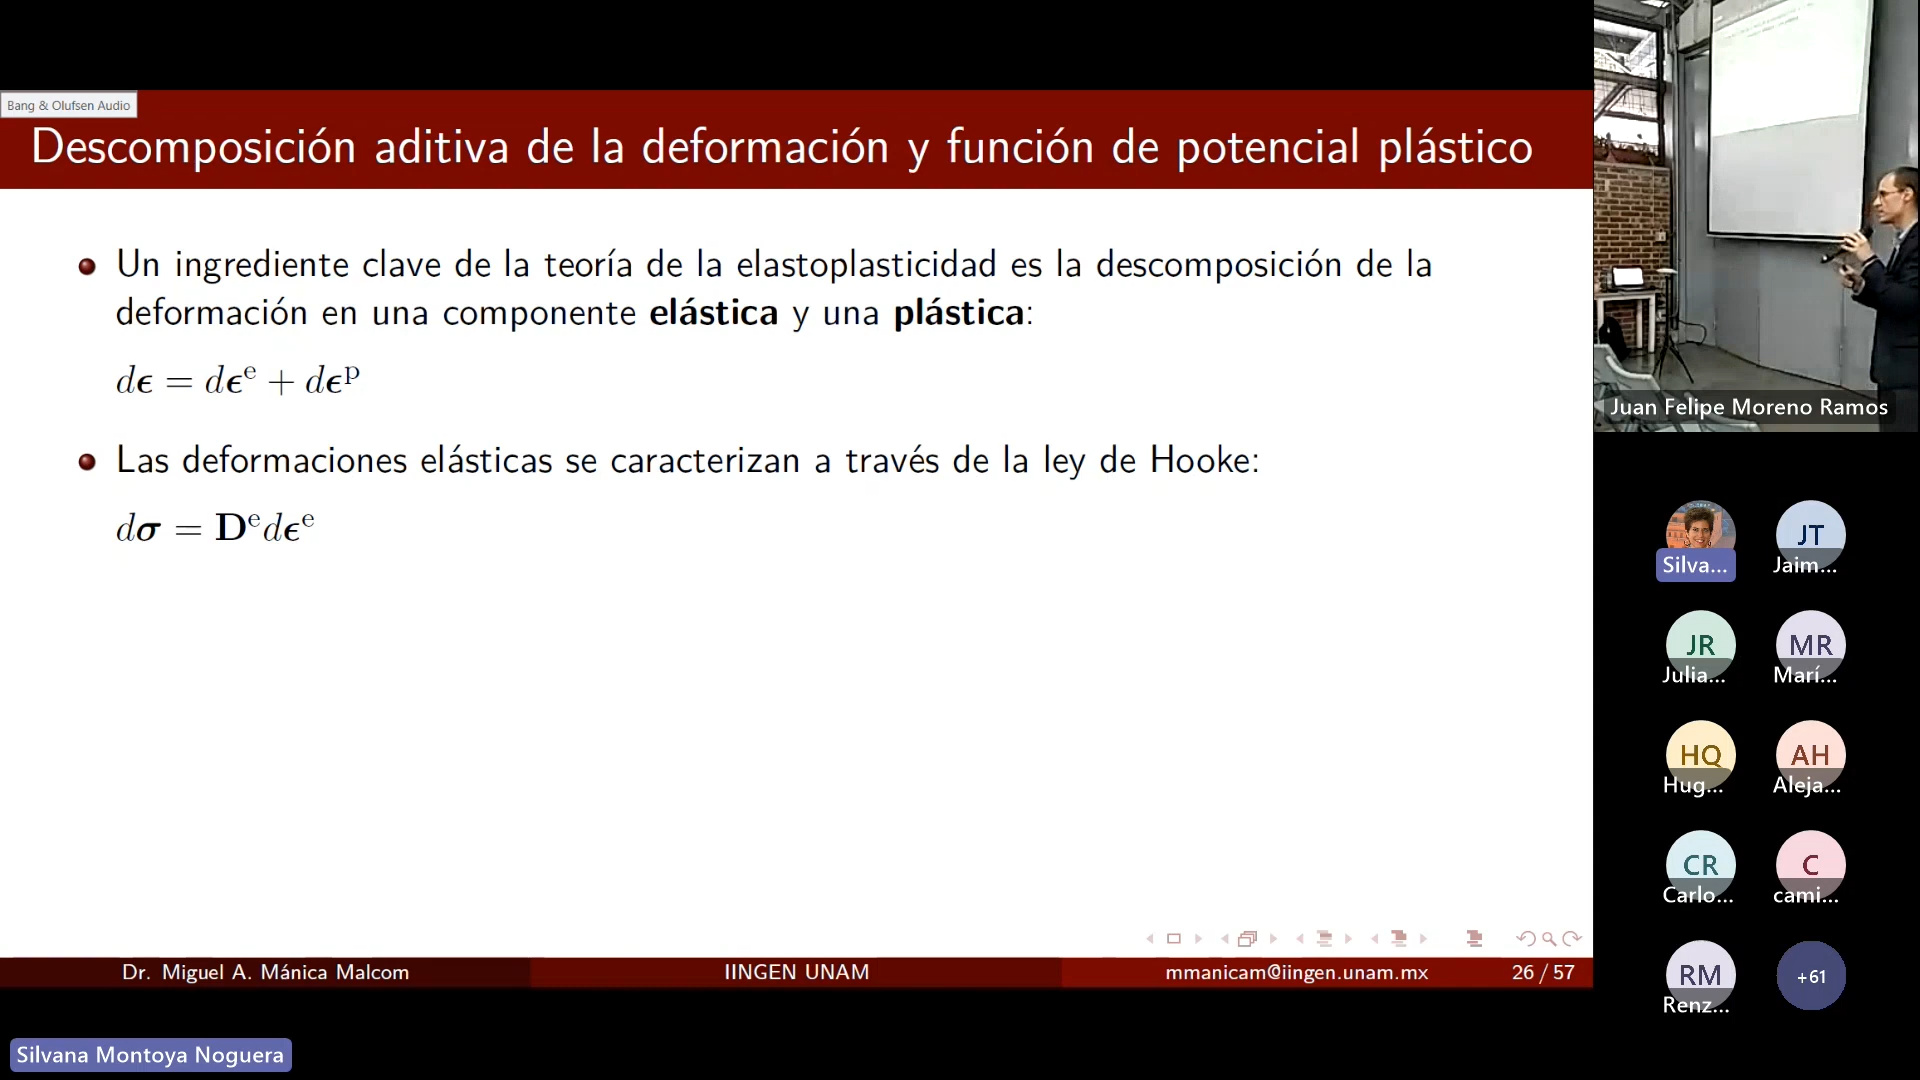 Bang & Olufsen Audio
Descomposición aditiva de la deformación y función de potencial plástico
Un ingrediente clave de la teoría de la elastoplasticidad es la descomposición de la
deformación en una componente elástica y una plástica:
dϵ = dϵᵉ + dϵᵖ
Las deformaciones elásticas se caracterizan a través de la ley de Hooke:
dσ = Dᵉdϵᵉ
Dr. Miguel A. Mánica Malcom
IINGEN UNAM
mmanicam@iingen.unam.mx
26 / 57
Juan Felipe Moreno Ramos
Silva...
JT
Jaim...
JR
Julia...
MR
Marí...
HQ
Hug...
AH
Aleja...
CR
Carlo...
C
cami...
RM
Renz...
+61
Silvana Montoya Noguera